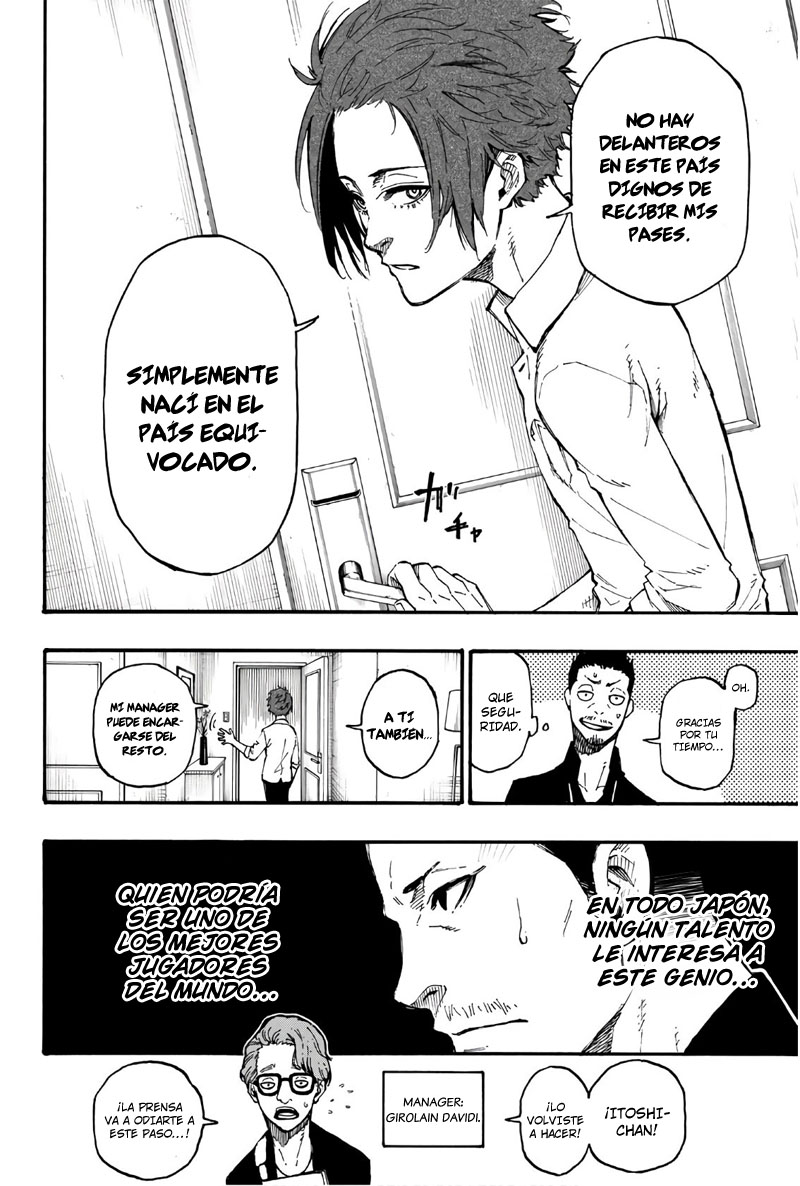 NO HAY
DELANTEROS
EN ESTE PAÍS
DIGNOS DE
RECIBIR MIS
PASES.
SIMPLEMENTE
NACÍ EN EL
PAÍS EQUI-
VOCADO.
ガチャ
OH.
GRACIAS
POR TU
TIEMPO...
QUE
SEGU-
RIDAD.
A TI
TAMBIÉN...
MI MANAGER
PUEDE ENCAR-
GARSE DEL
RESTO.
EN TODO JAPÓN,
NINGÚN TALENTO
LE INTERESA A
ESTE GENIO...
QUIEN PODRÍA
SER UNO DE
LOS MEJORES
JUGADORES
DEL MUNDO...
¡ITOSHI-
CHAN!
¡LO
VOLVISTE
A HACER!
MANAGER:
GIROLAIN DAVIDI.
¡LA PRENSA
VA A ODIARTE A
ESTE PASO...!